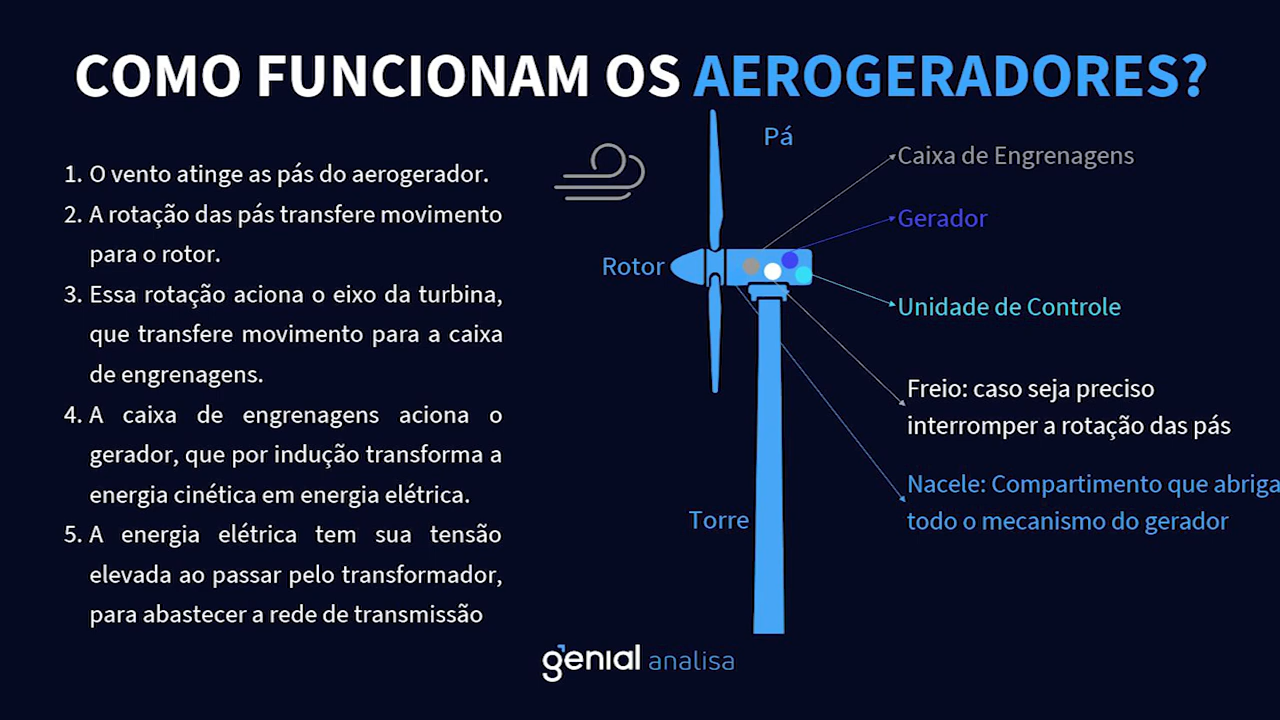 COMO FUNCIONAM OS AEROGERADORES?
1. O vento atinge as pás do aerogerador.
2. A rotação das pás transfere movimento
para o rotor.
3. Essa rotação aciona o eixo da turbina,
que transfere movimento para a caixa
de engrenagens.
4. A caixa de engrenagens aciona o
gerador, que por indução transforma a
energia cinética em energia elétrica.
5. A energia elétrica tem sua tensão
elevada ao passar pelo transformador,
para abastecer a rede de transmissão
Pá
Caixa de Engrenagens
Gerador
Rotor
Unidade de Controle
Freio: caso seja preciso
interromper a rotação das pás
Nacele: Compartimento que abriga
todo o mecanismo do gerador
Torre
genial analisa